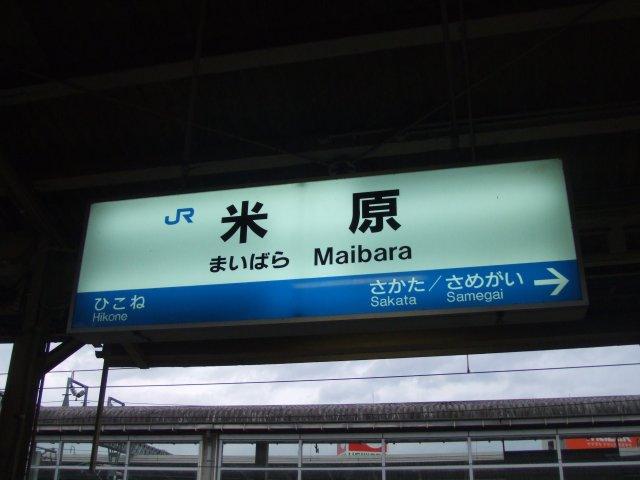 JR 米原
まいばら Maibara
ひこね
Hikone
さかた／さめがい →
Sakata Samegai